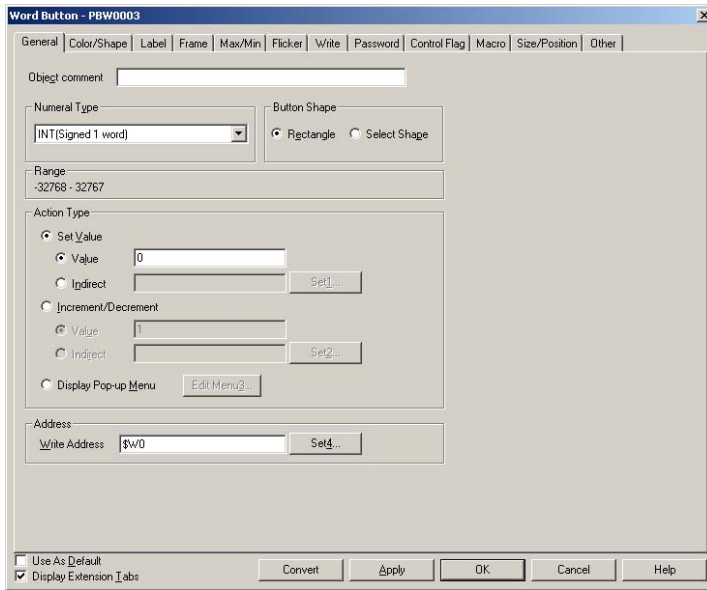 Word Button - PBW0003
General Color/Shape Label Frame Max/Min Flicker Write Password Control Flag Macro Size/Position Other
Object comment
Numeral Type
Button Shape
INT(Signed 1 word)
Rectangle Select Shape
Range
-32768 - 32767
Action Type
Set Value
Value 0
Indirect Set1...
Increment/Decrement
Value 1
Indirect Set2...
Display Pop-up Menu Edit Menu3...
Address
Write Address $W0 Set4...
Use As Default
Display Extension Tabs
Convert Apply OK Cancel Help